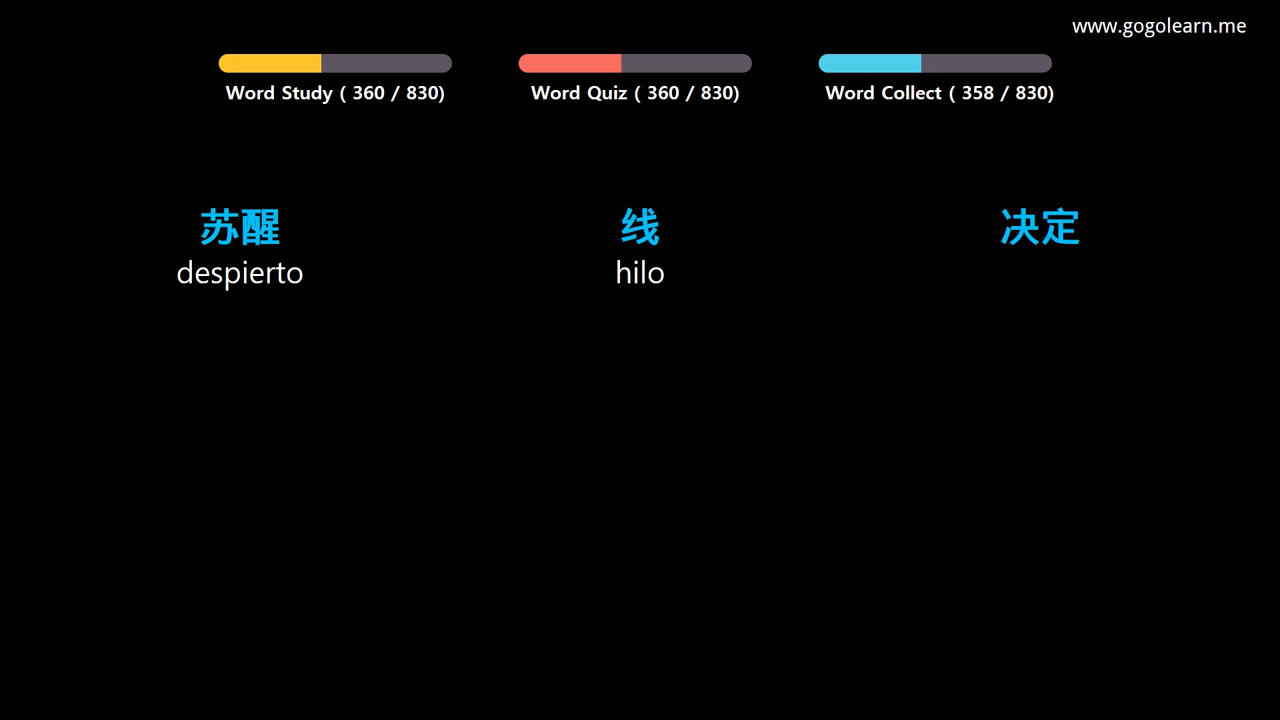 www.gogolearn.me
Word Study ( 360 / 830)
Word Quiz ( 360 / 830)
Word Collect ( 358 / 830)
苏醒
线
决定
despierto
hilo